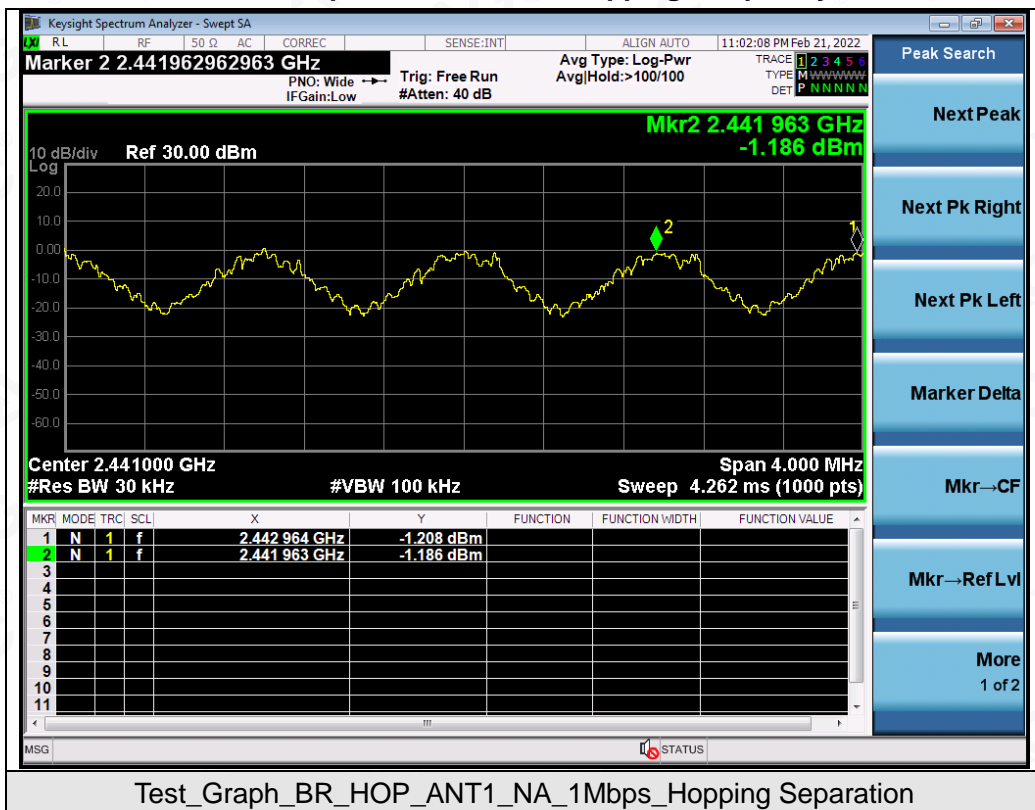 Keysight Spectrum Analyzer - Swept SA
LXI RL RF 50 Ω AC CORREC SENSE:INT ALIGN AUTO 11:02:08 PM Feb 21, 2022
Marker 2 2.441962962963 GHz
PNO: Wide
IFGain:Low
Trig: Free Run
#Atten: 40 dB
Avg Type: Log-Pwr
Avg|Hold:>100/100
TRACE 1 2 3 4 5 6
TYPE M WWWWW
DET P N N N N N
Mkr2 2.441 963 GHz
-1.186 dBm
10 dB/div Ref 30.00 dBm
Log
20.0
10.0
0.00
-10.0
-20.0
-30.0
-40.0
-50.0
-60.0
2
1
Center 2.441000 GHz Span 4.000 MHz
#Res BW 30 kHz #VBW 100 kHz Sweep 4.262 ms (1000 pts)
MKR MODE TRC SCL X Y FUNCTION FUNCTION WIDTH FUNCTION VALUE
1 N 1 f 2.442 964 GHz -1.208 dBm
2 N 1 f 2.441 963 GHz -1.186 dBm
3
4
5
6
7
8
9
10
11
MSG STATUS
Peak Search
Next Peak
Next Pk Right
Next Pk Left
Marker Delta
Mkr→CF
Mkr→Ref Lvl
More
1 of 2
Test_Graph_BR_HOP_ANT1_NA_1Mbps_Hopping Separation